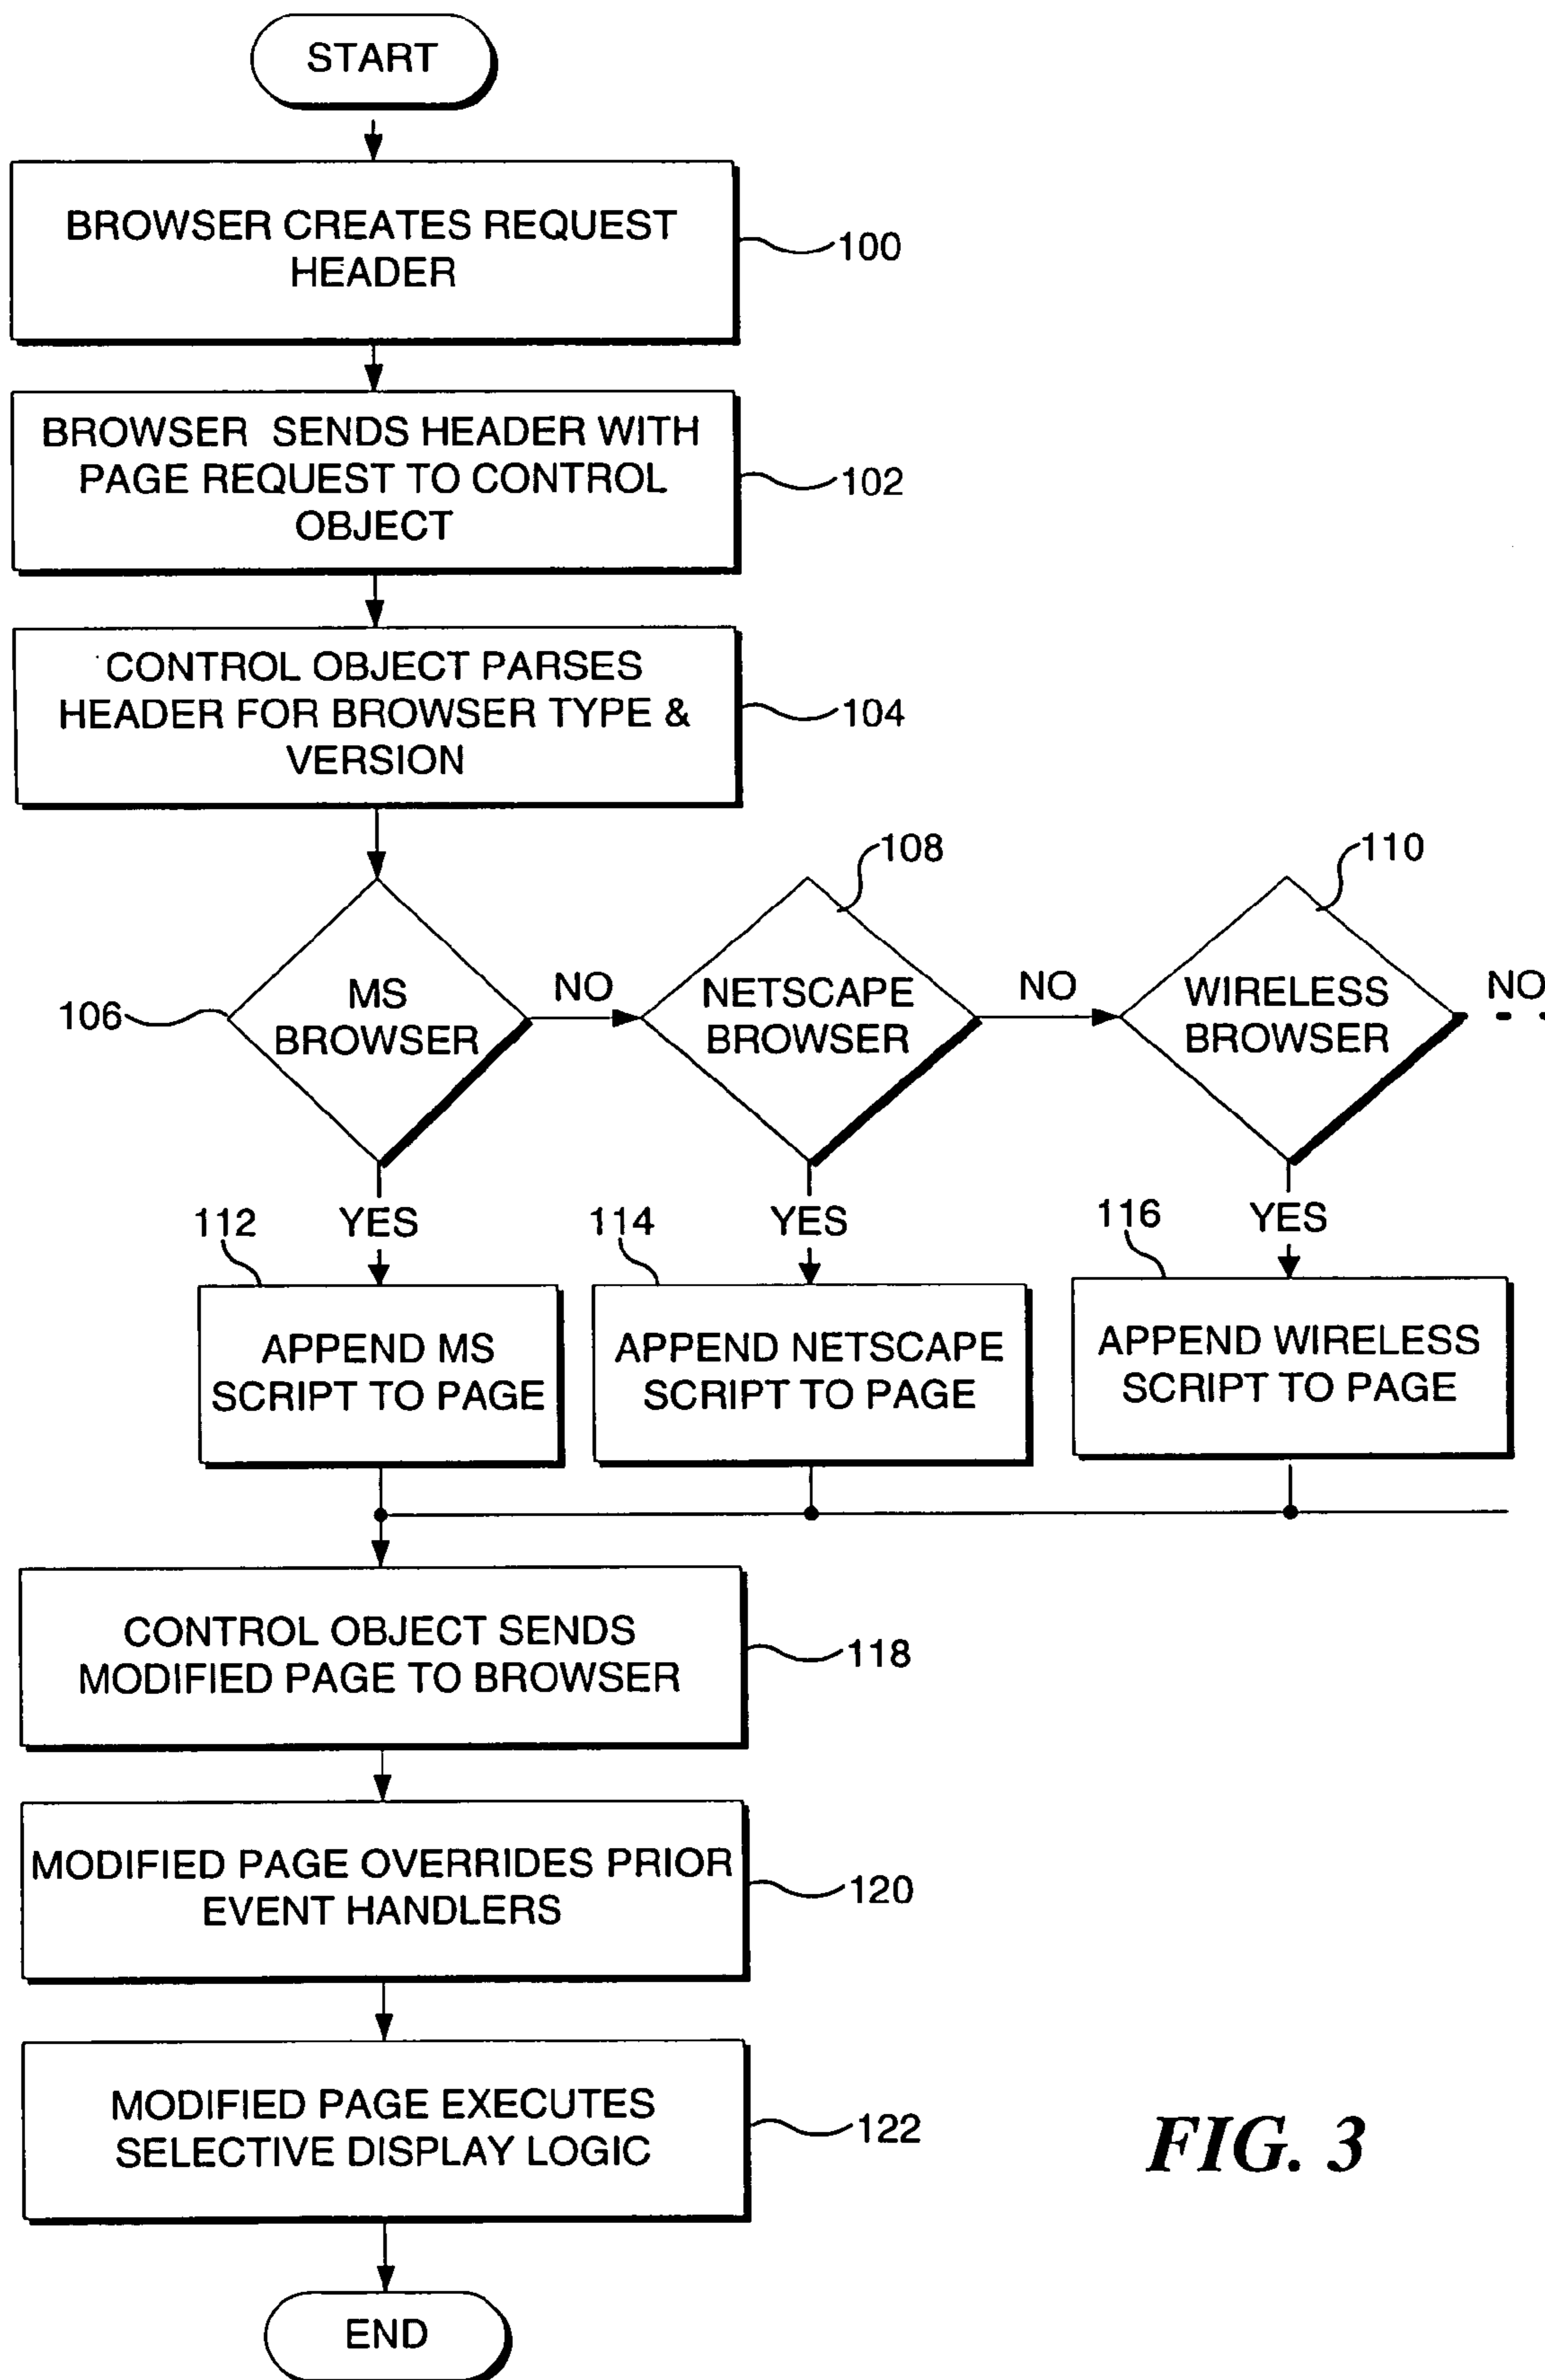 START
BROWSER CREATES REQUEST
HEADER
100
BROWSER SENDS HEADER WITH
PAGE REQUEST TO CONTROL
OBJECT
102
CONTROL OBJECT PARSES
HEADER FOR BROWSER TYPE &
VERSION
104
106
MS
BROWSER
NO
108
NETSCAPE
BROWSER
NO
110
WIRELESS
BROWSER
NO
112
YES
114
YES
116
YES
APPEND MS
SCRIPT TO PAGE
APPEND NETSCAPE
SCRIPT TO PAGE
APPEND WIRELESS
SCRIPT TO PAGE
CONTROL OBJECT SENDS
MODIFIED PAGE TO BROWSER
118
MODIFIED PAGE OVERRIDES PRIOR
EVENT HANDLERS
120
MODIFIED PAGE EXECUTES
SELECTIVE DISPLAY LOGIC
122
FIG. 3
END